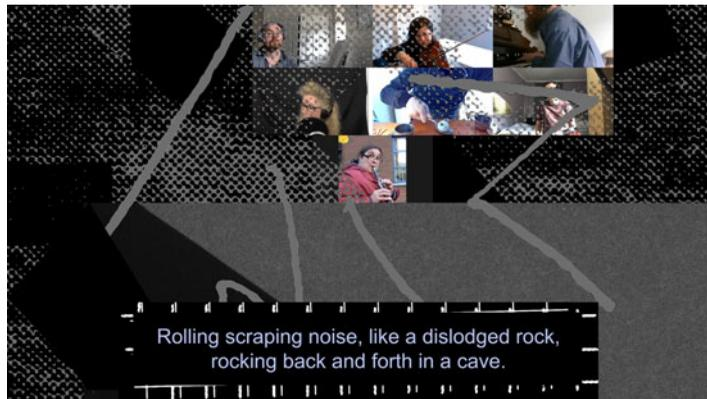 Rolling scraping noise, like a dislodged rock,
rocking back and forth in a cave.